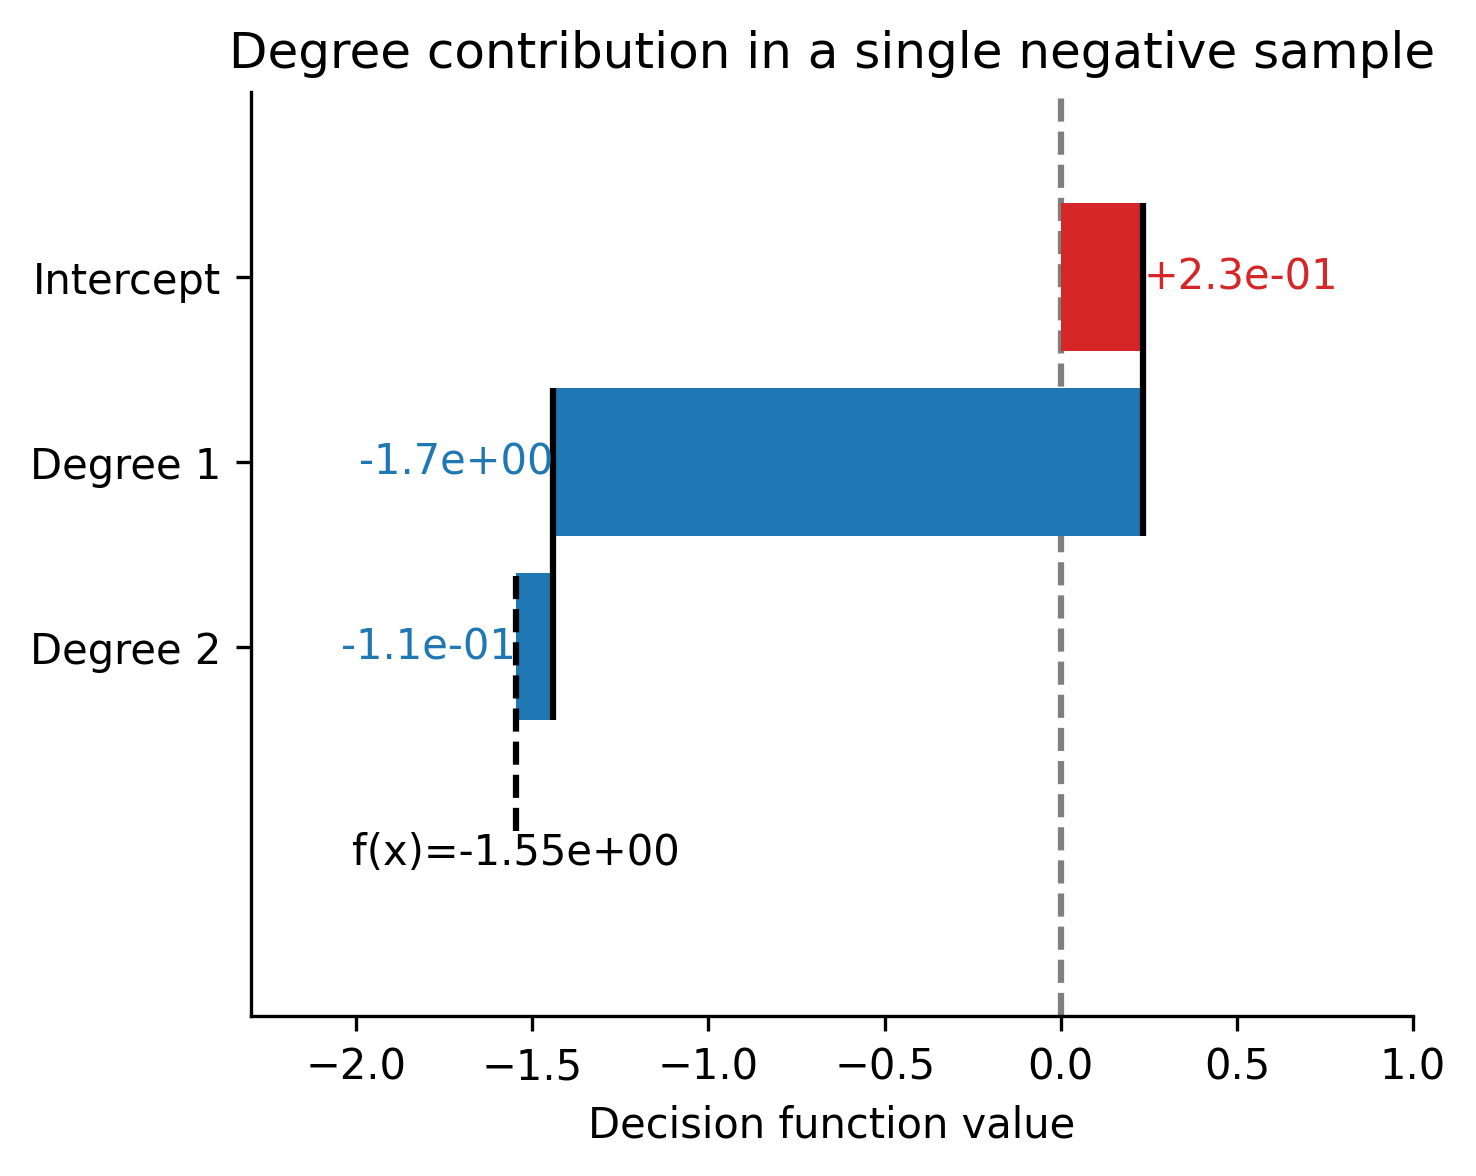 Degree contribution in a single negative sample
Intercept
+2.3e-01
Degree 1
-1.7e+00
Degree 2
-1.1e-01
f(x)=-1.55e+00
−2.0 −1.5 −1.0 −0.5 0.0 0.5 1.0
Decision function value